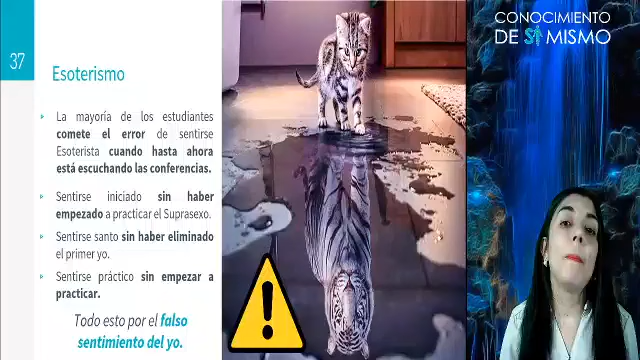 37
Esoterismo
La mayoría de los estudiantes
comete el error de sentirse
Esoterista cuando hasta ahora
está escuchando las conferencias.
Sentirse iniciado sin haber
empezado a practicar el Suprasexo.
Sentirse santo sin haber eliminado
el primer yo.
Sentirse práctico sin empezar a
practicar.
Todo esto por el falso
sentimiento del yo.
CONOCIMIENTO
DE SÍ MISMO